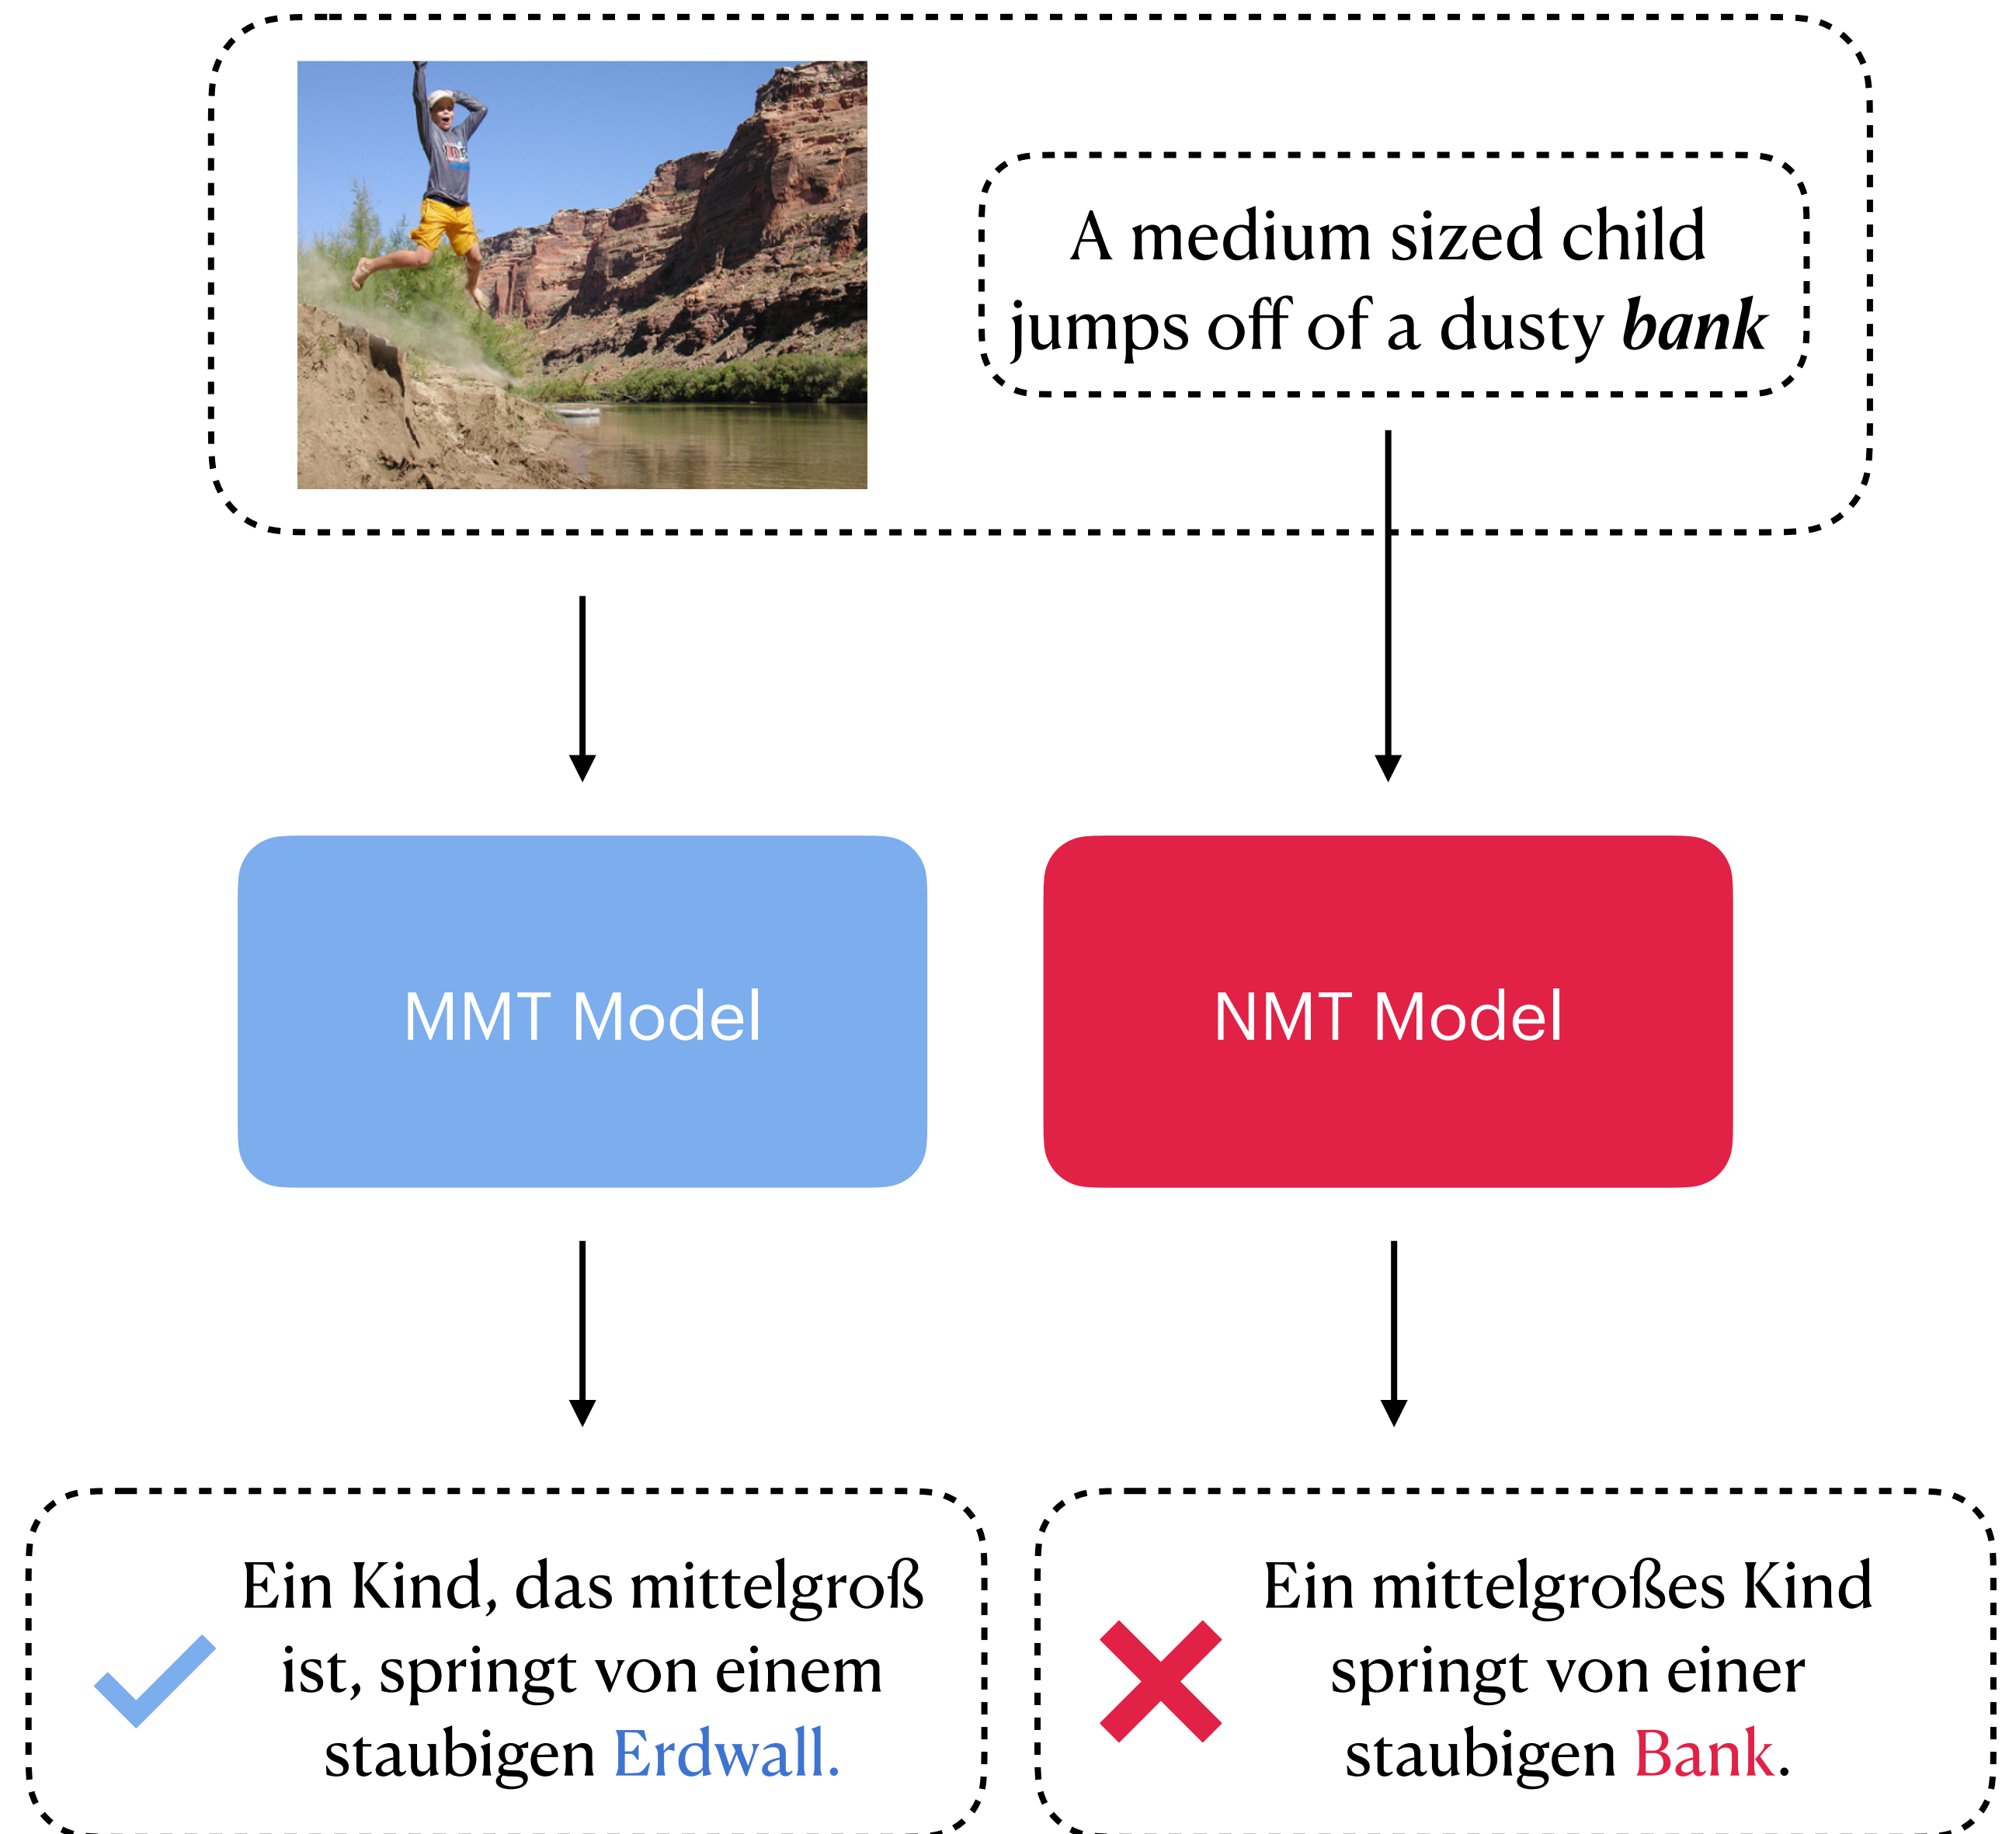 A medium sized child
jumps off of a dusty bank
MMT Model
NMT Model
Ein Kind, das mittelgroß
ist, springt von einem
staubigen Erdwall.
Ein mittelgroßes Kind
springt von einer
staubigen Bank.